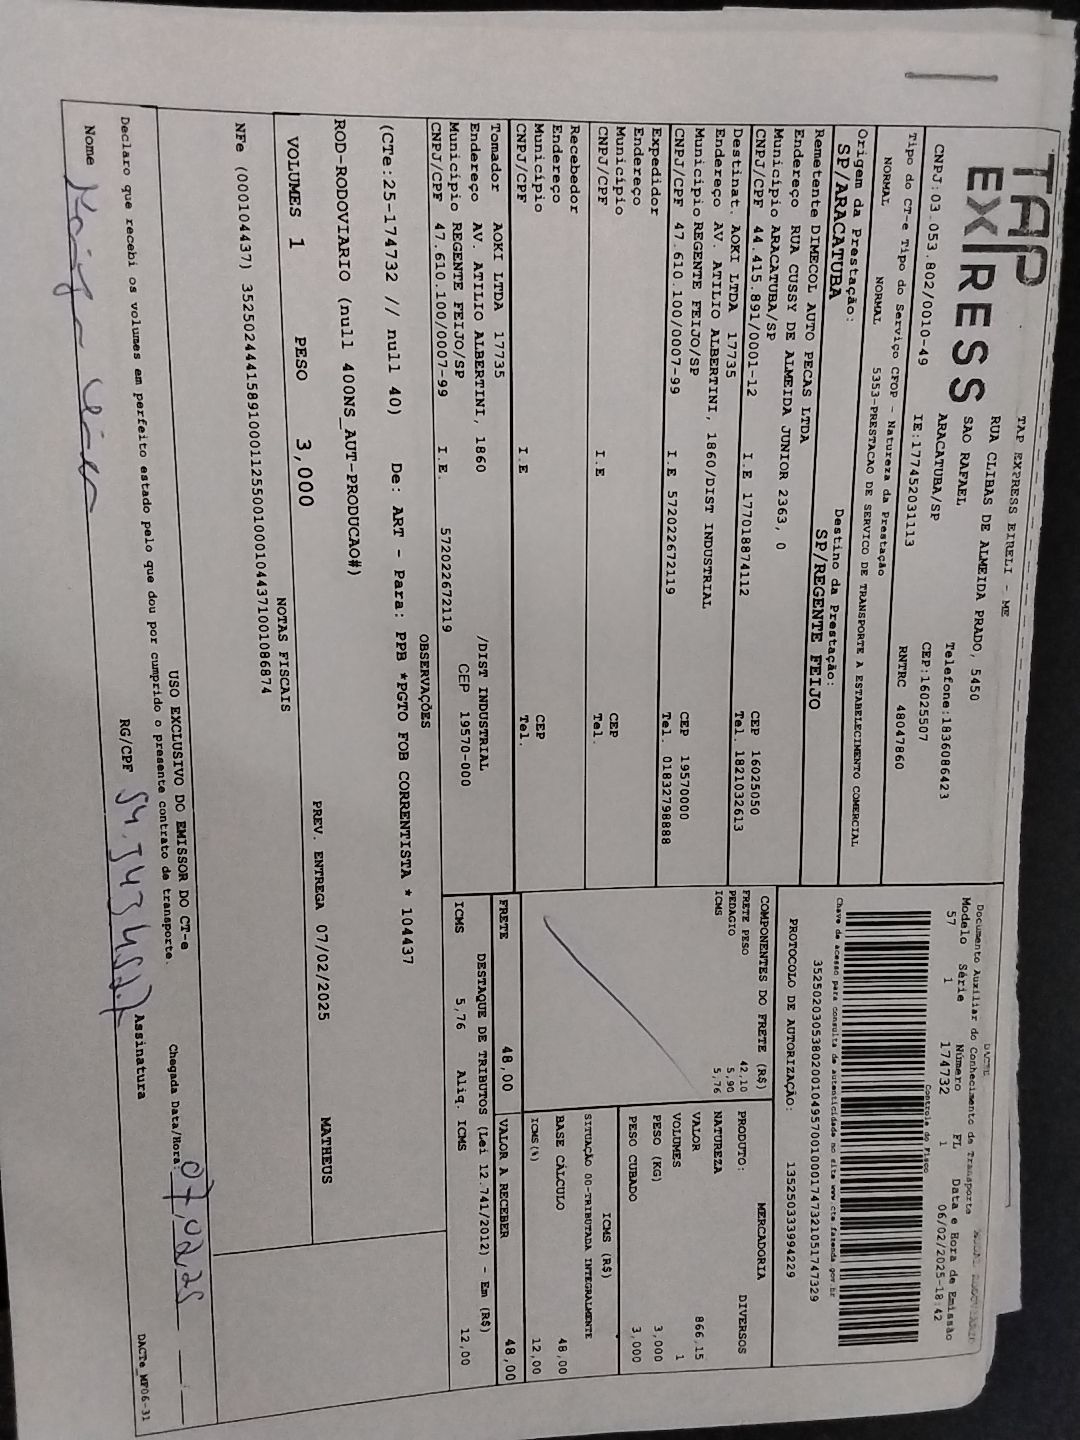 TAP EXPRESS
TAP EXPRESS EIRELI - ME
RUA CLIBAS DE ALMEIDA PRADO, 5450
SAO RAFAEL Telefone:1836086423
ARACATUBA/SP CEP:16025507
CNPJ:03.053.802/0010-49 IE:177452031113 RNTRC 48047860
Tipo do CT-e Tipo do Serviço CFOP - Natureza da Prestação
NORMAL NORMAL 5353-PRESTACAO DE SERVICO DE TRANSPORTE A ESTABELECIMENTO COMERCIAL
Origem da Prestação: Destino da Prestação:
SP/ARACATUBA SP/REGENTE FEIJO
Remetente DIMECOL AUTO PECAS LTDA
Endereço RUA CUSSY DE ALMEIDA JUNIOR 2363, 0
Município ARACATUBA/SP CEP 16025050
CNPJ/CPF 44.415.891/0001-12 I.E 177018874112 Tel. 1821032613
Destinat. AOKI LTDA 17735
Endereço AV. ATILIO ALBERTINI, 1860/DIST INDUSTRIAL
Município REGENTE FEIJO/SP CEP 19570000
CNPJ/CPF 47.610.100/0007-99 I.E 572022672119 Tel. 01832798888
Expedidor
Endereço
Município CEP
CNPJ/CPF I.E Tel.
Recebedor
Endereço
Município CEP
CNPJ/CPF I.E Tel.
Tomador AOKI LTDA 17735
Endereço AV. ATILIO ALBERTINI, 1860 /DIST INDUSTRIAL
Município REGENTE FEIJO/SP CEP 19570-000
CNPJ/CPF 47.610.100/0007-99 I.E. 572022672119
DACTE
Documento Auxiliar do Conhecimento de Transporte
Modelo Série Número FL Data e Hora de Emissão
57 1 174732 1 06/02/2025-18:42
Controle do Fisco
Chave de acesso para consulta de autenticidade no site www.cte.fazenda.gov.br
35250203053802001049570010001747321051747329
PROTOCOLO DE AUTORIZAÇÃO: 135250333994229
COMPONENTES DO FRETE (R$)
FRETE PESO 42,10
PEDAGIO 5,90
ICMS 5,76
MERCADORIA
PRODUTO: DIVERSOS
NATUREZA
VALOR 866,15
VOLUMES 1
PESO (KG) 3,000
PESO CUBADO 3,000
ICMS (R$)
SITUAÇÃO 00-TRIBUTADA INTEGRALMENTE
BASE CÁLCULO 48,00
ICMS(%) 12,00
FRETE 48,00 VALOR A RECEBER 48,00
DESTAQUE DE TRIBUTOS (Lei 12.741/2012) - Em (R$)
ICMS 5,76 Aliq. ICMS 12,00
OBSERVAÇÕES
(CTe:25-174732 // null 40) De: ART - Para: PPB *PGTO FOB CORRENTISTA * 104437
ROD-RODOVIARIO (null 400NS_AUT-PRODUCAO#)
VOLUMES 1 PESO 3,000 PREV. ENTREGA 07/02/2025 MATHEUS
NOTAS FISCAIS
NFe (000104437) 35250244415891000112550010001044371001086874
USO EXCLUSIVO DO EMISSOR DO CT-e
Declaro que recebi os volumes em perfeito estado pelo que dou por cumprido o presente contrato de transporte.
Chegada Data/Hora: 07,02,25
Nome RG/CPF Assinatura
DACTe_MF06-31